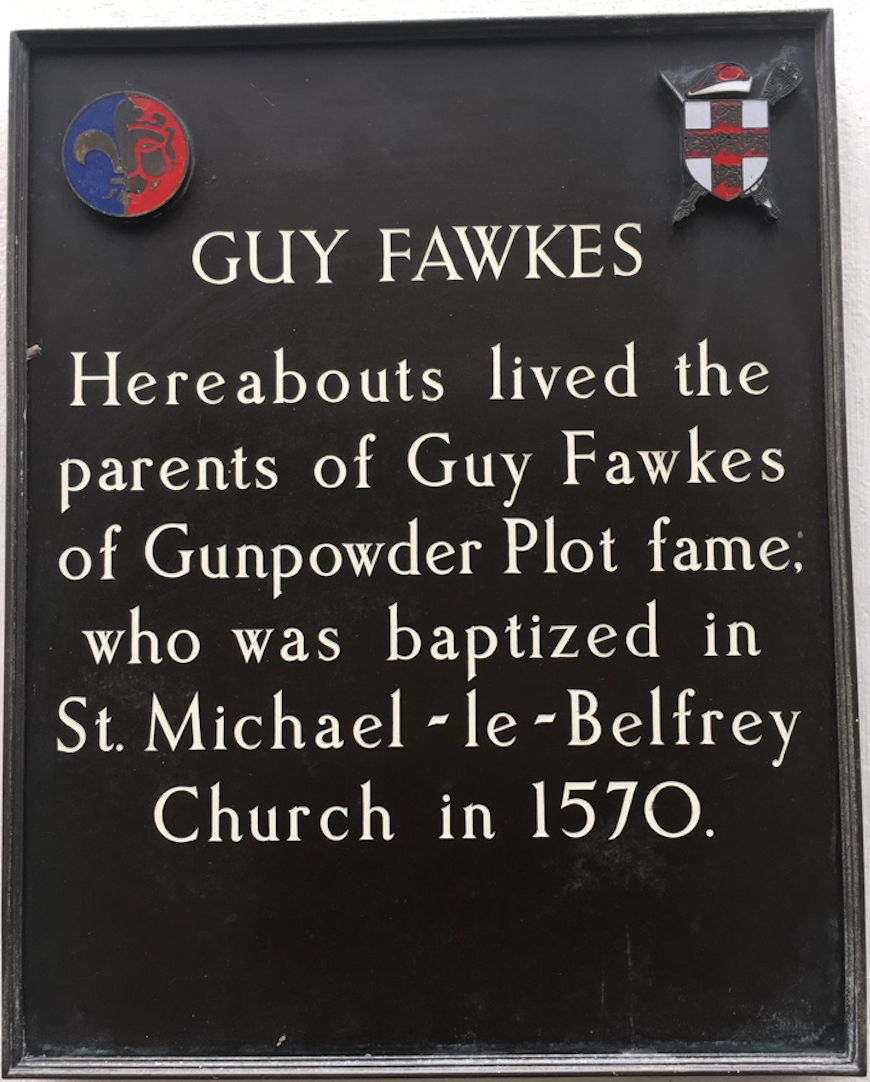 GUY FAWKES
Hereabouts lived the
parents of Guy Fawkes
of Gunpowder Plot fame,
who was baptized in
St. Michael-le-Belfrey
Church in 1570.